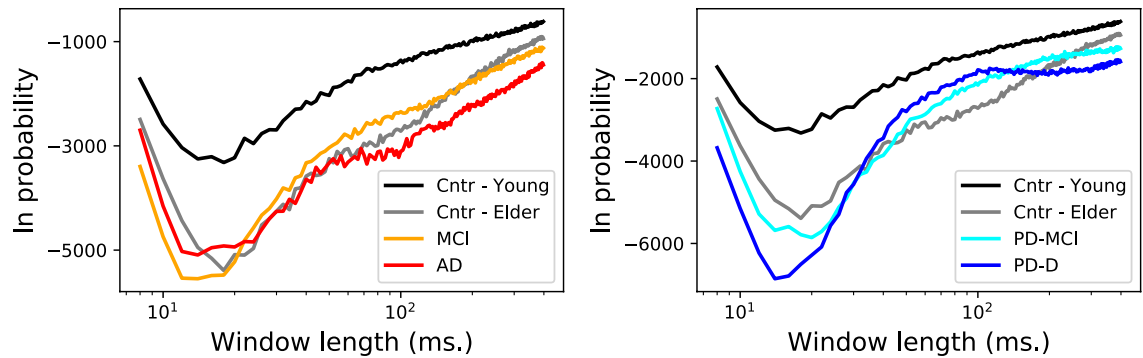 ln probability
−1000
−3000
−5000
10¹
10²
Window length (ms.)
Cntr - Young
Cntr - Elder
MCI
AD
ln probability
−2000
−4000
−6000
10¹
10²
Window length (ms.)
Cntr - Young
Cntr - Elder
PD-MCI
PD-D